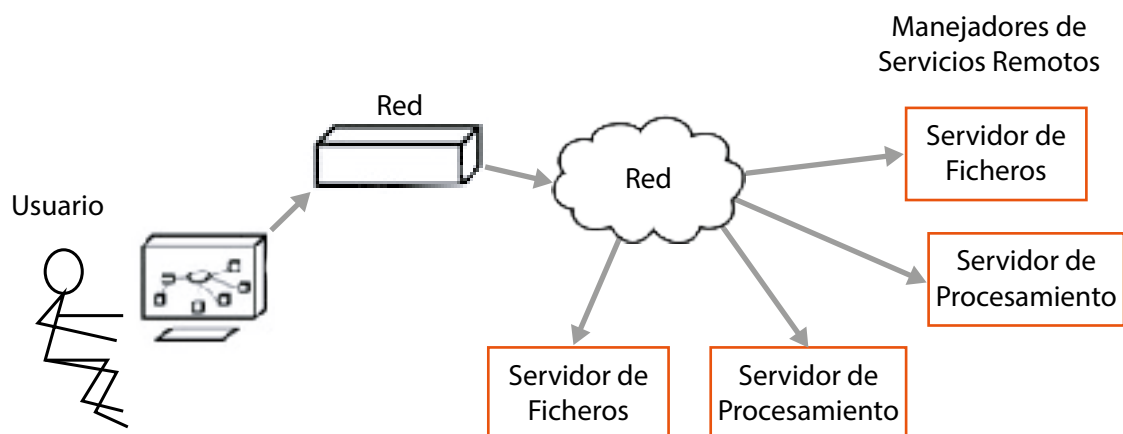 Manejadores de
Servicios Remotos
Red
Servidor de
Ficheros
Red
Usuario
Servidor de
Procesamiento
Servidor de
Ficheros
Servidor de
Procesamiento